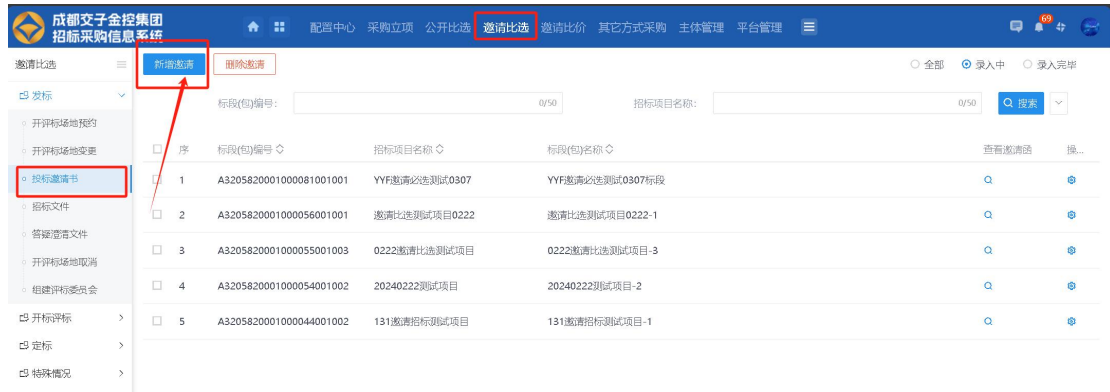 成都交子金控集团
招标采购信息系统
配置中心 采购立项 公开比选 邀请比选 邀请比价 其它方式采购 主体管理 平台管理
69
邀请比选
新增邀请 删除邀请
全部 录入中 录入完毕
发标
开评标场地预约
开评标场地变更
投标邀请书
招标文件
答疑澄清文件
开评标场地取消
组建评标委员会
开标评标
定标
特殊情况
标段(包)编号: 0/50 招标项目名称: 0/50 搜索
序 标段(包)编号 招标项目名称 标段(包)名称 查看邀请函 操...
1 A3205820001000081001001 YYF邀请必选测试0307 YYF邀请必选测试0307标段
2 A3205820001000056001001 邀请比选测试项目0222 邀请比选测试项目0222-1
3 A3205820001000055001003 0222邀请比选测试项目 0222邀请比选测试项目-3
4 A3205820001000054001002 20240222测试项目 20240222测试项目-2
5 A3205820001000044001002 131邀请招标测试项目 131邀请招标测试项目-1